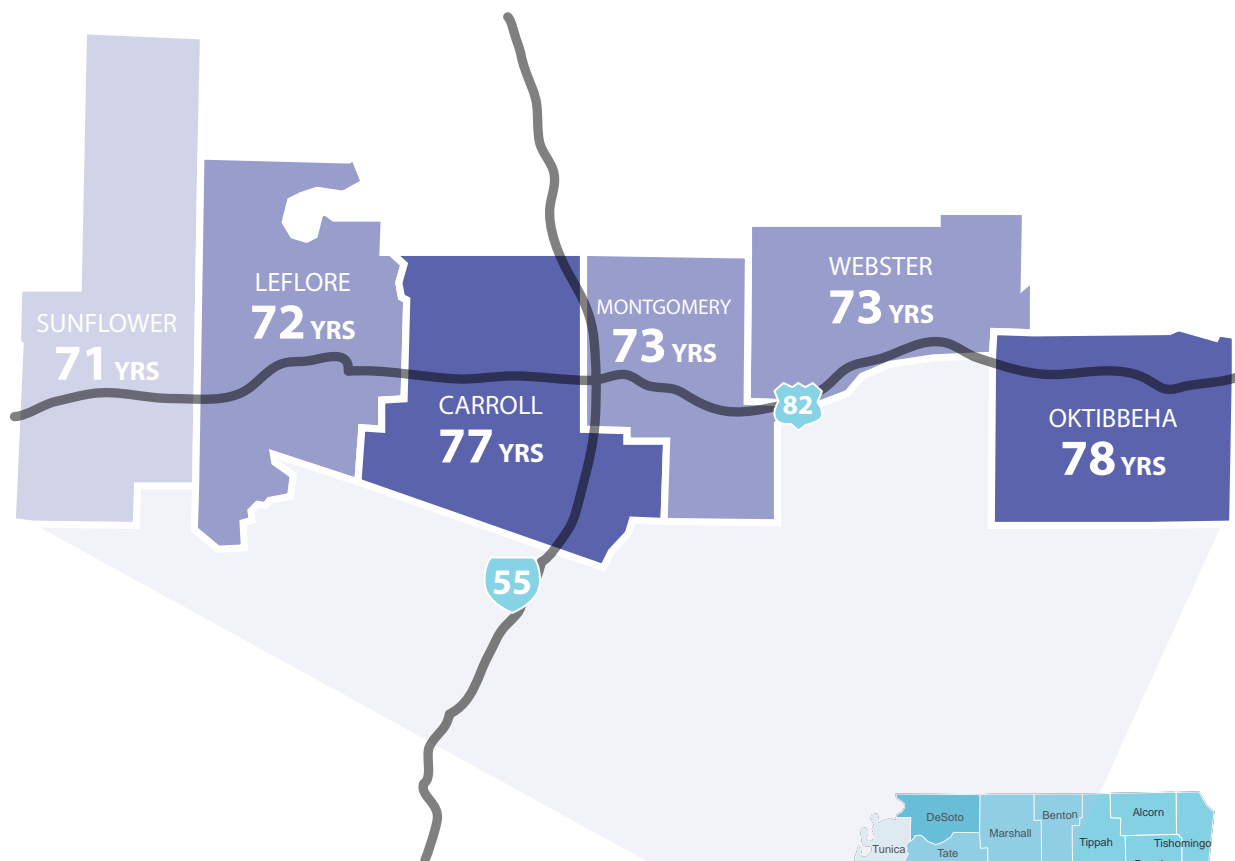 SUNFLOWER
71 YRS
LEFLORE
72 YRS
CARROLL
77 YRS
MONTGOMERY
73 YRS
WEBSTER
73 YRS
OKTIBBEHA
78 YRS
82
55
DeSoto
Marshall
Benton
Alcorn
Tippah
Tishomingo
Tunica
Tate